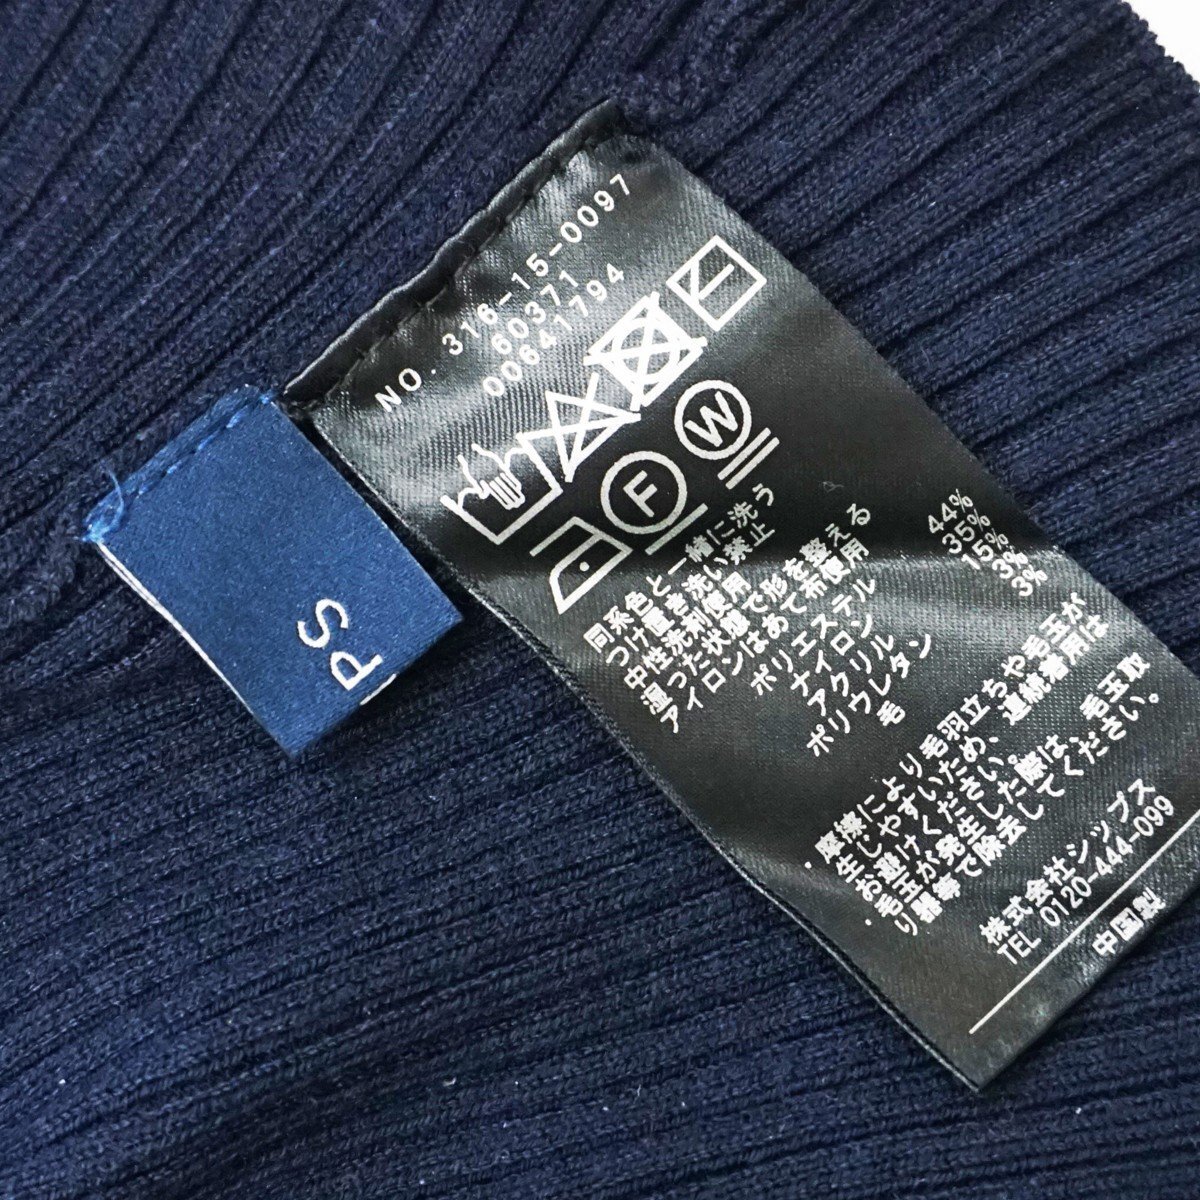 NO. 316-15-0097
60371
00641794
F
W
同系色と一緒に洗う
つけ置き洗い禁止
中性洗剤使用
湿った状態で形を整える
アイロンはあて布使用
ポリエステル 44%
ナイロン 35%
アクリル 15%
ポリウレタン 3%
毛 3%
・摩擦により毛羽立ちや毛玉が
生じやすいため、連続着用は
お避けください。
・毛玉が発生した際は、毛玉取
り器等で除去してください。
株式会社シップス
TEL 0120-444-099
中国製
PS